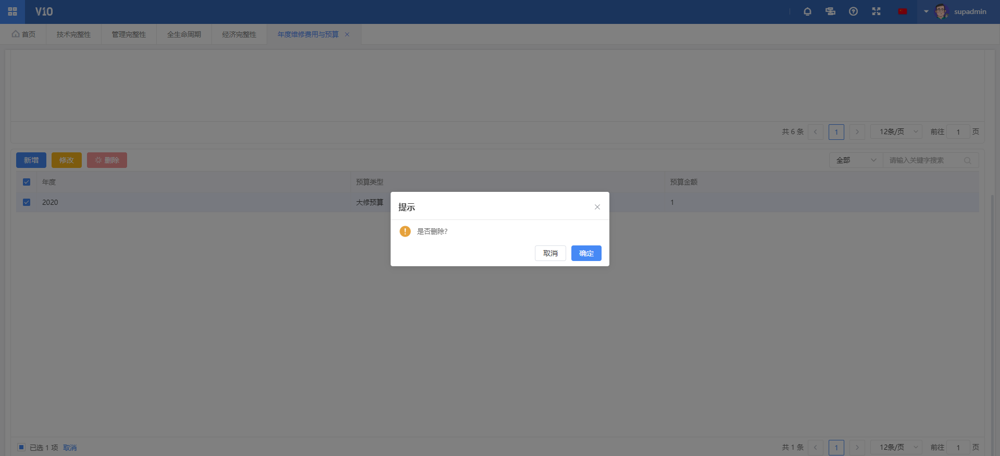 V10
supadmin
首页
技术完整性
管理完整性
全生命周期
经济完整性
年度维修费用与预算
共 6 条
1
12条/页
前往 1 页
新增
修改
删除
全部
请输入关键字搜索
年度 预算类型 预算金额
2020 大修预算 1
提示
是否删除?
取消
确定
已选 1 项 取消
共 1 条
1
12条/页
前往 1 页